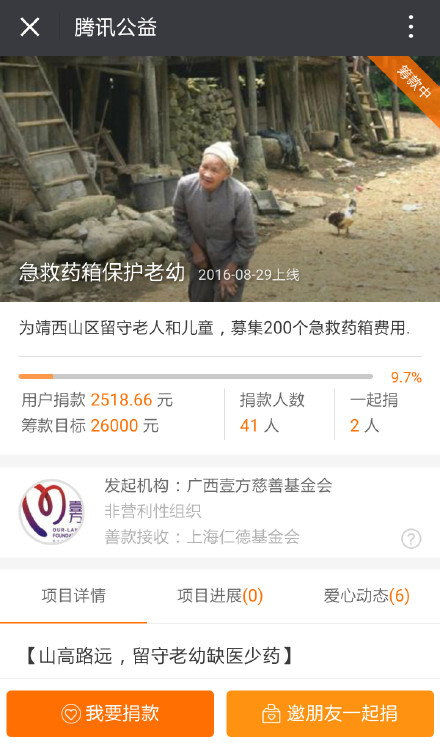 腾讯公益
筹款中
急救药箱保护老幼 2016-08-29上线
为靖西山区留守老人和儿童，募集200个急救药箱费用.
9.7%
用户捐款 2518.66 元
筹款目标 26000 元
捐款人数
41 人
一起捐
2 人
壹方
OUR-LAND
FOUNDATION
发起机构：广西壹方慈善基金会
非营利性组织
善款接收：上海仁德基金会
?
项目详情 项目进展(0) 爱心动态(6)
【山高路远，留守老幼缺医少药】
我要捐款 邀朋友一起捐